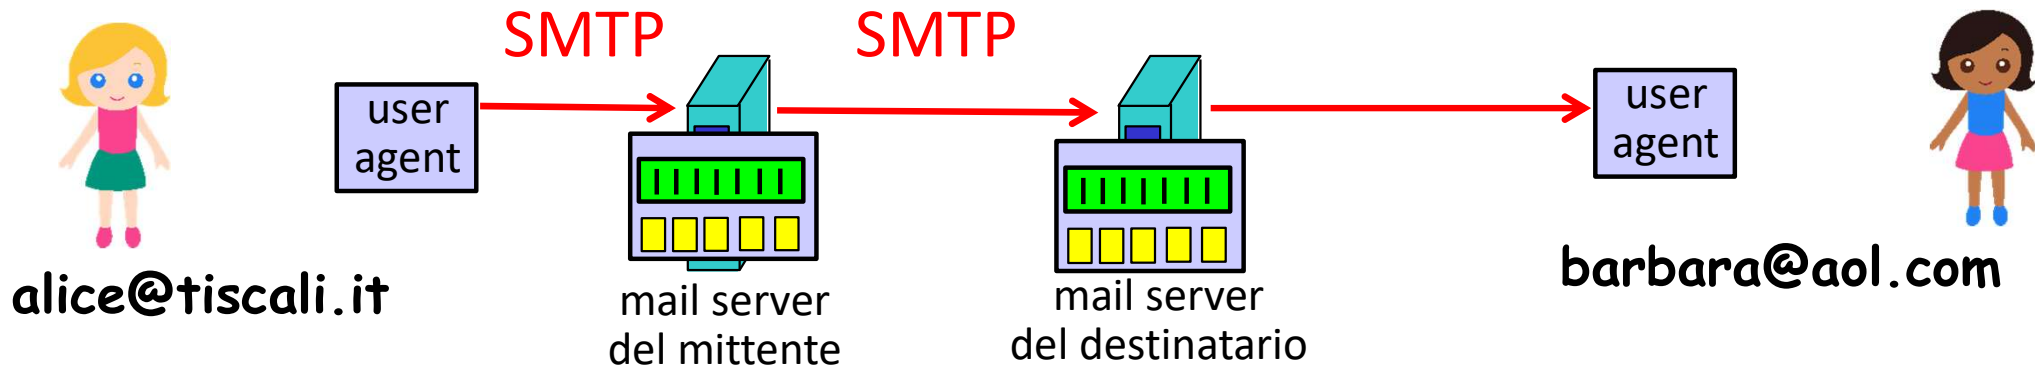 SMTP
SMTP
user
agent
user
agent
alice@tiscali.it
mail server
del mittente
mail server
del destinatario
barbara@aol.com